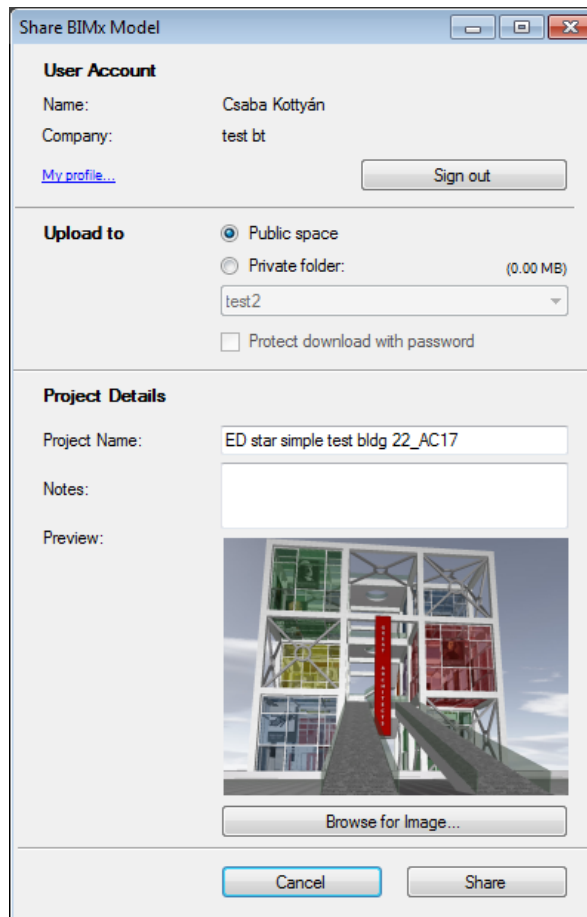 Share BIMx Model
User Account
Name: Csaba Kottyán
Company: test bt
My profile... Sign out
Upload to Public space
Private folder: (0.00 MB)
test2
Protect download with password
Project Details
Project Name: ED star simple test bldg 22_AC17
Notes:
Preview:
GREAT ARCHITECTS
Browse for Image...
Cancel Share